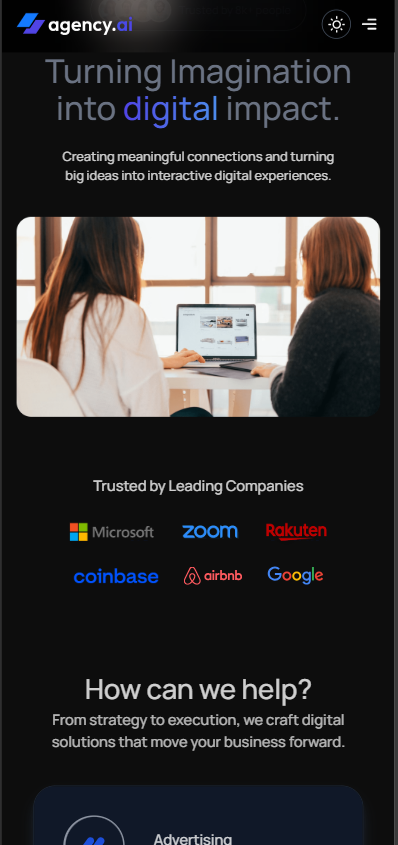 agency.ai
Turning Imagination
into digital impact.
Creating meaningful connections and turning
big ideas into interactive digital experiences.
Trusted by Leading Companies
Microsoft zoom Rakuten
coinbase airbnb Google
How can we help?
From strategy to execution, we craft digital
solutions that move your business forward.
Advertising